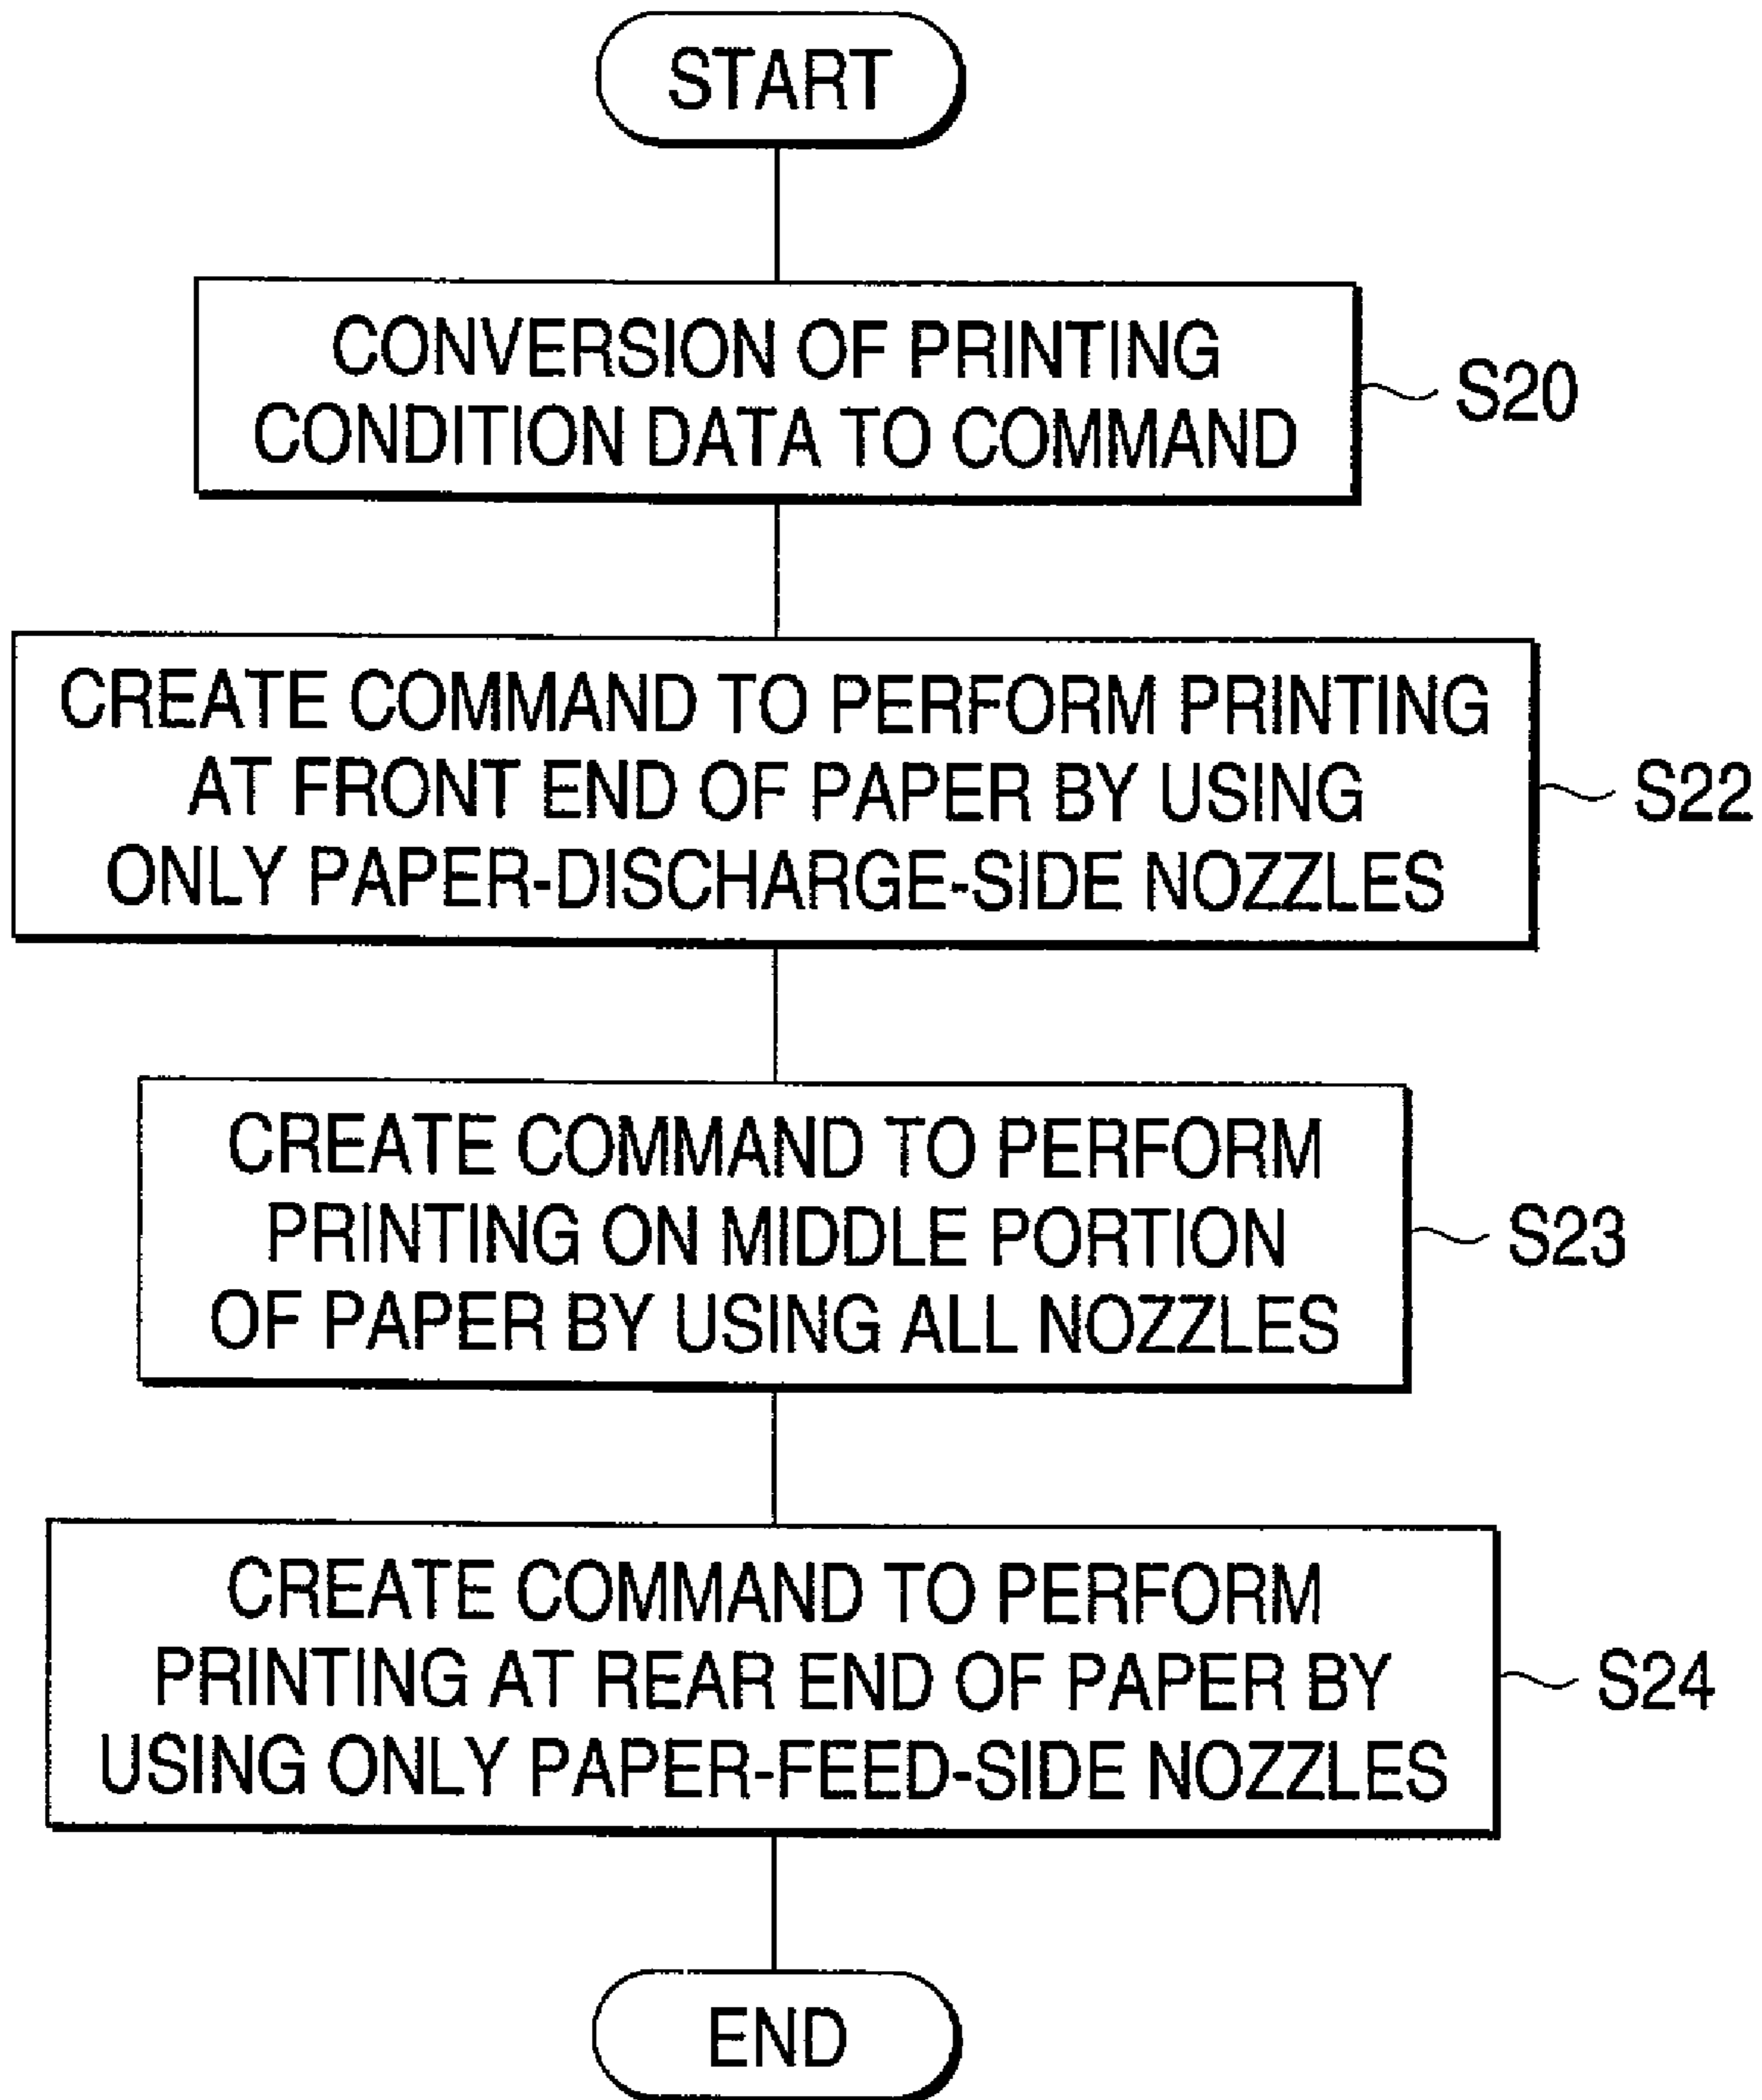 START
CONVERSION OF PRINTING
CONDITION DATA TO COMMAND
S20
CREATE COMMAND TO PERFORM PRINTING
AT FRONT END OF PAPER BY USING
ONLY PAPER-DISCHARGE-SIDE NOZZLES
S22
CREATE COMMAND TO PERFORM
PRINTING ON MIDDLE PORTION
OF PAPER BY USING ALL NOZZLES
S23
CREATE COMMAND TO PERFORM
PRINTING AT REAR END OF PAPER BY
USING ONLY PAPER-FEED-SIDE NOZZLES
S24
END